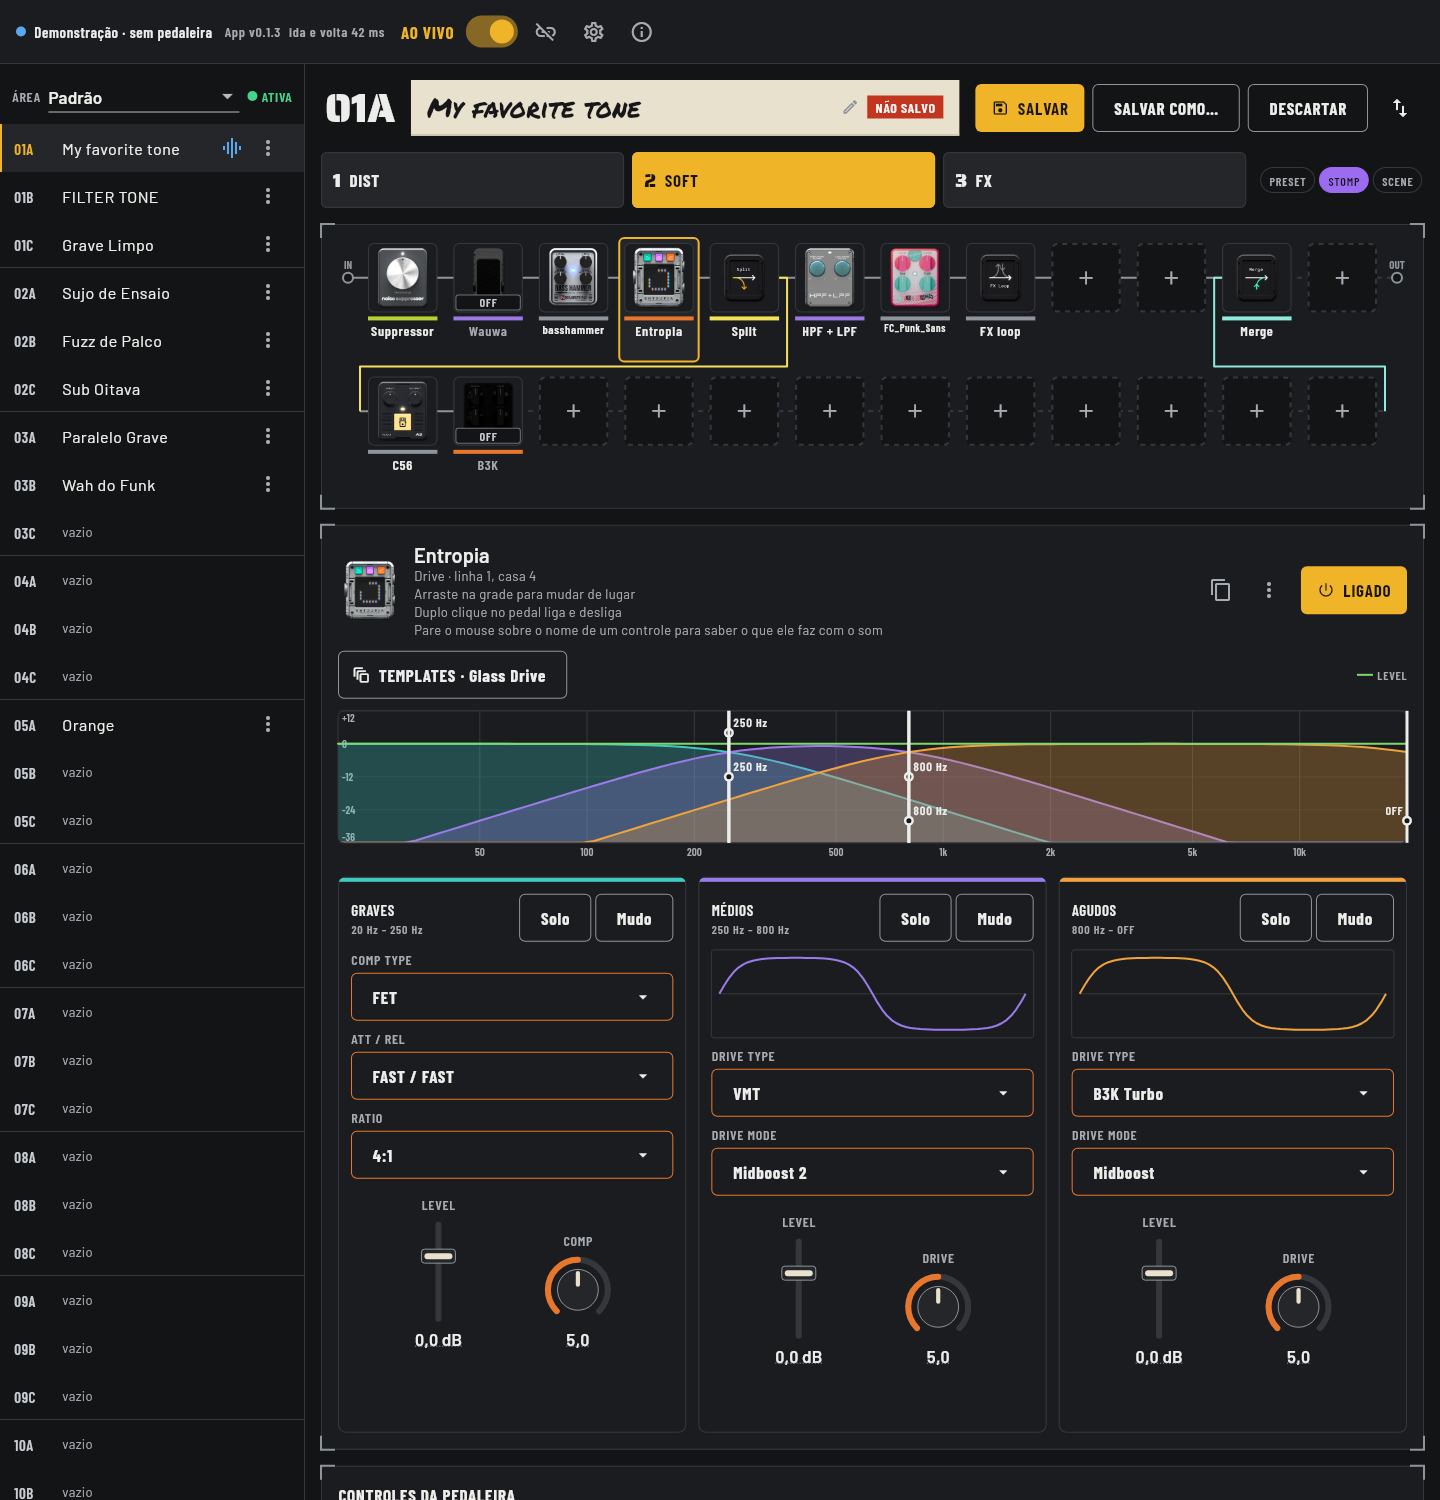 Demonstração · sem pedaleira App v0.1.3 Ida e volta 42 ms AO VIVO
ÁREA Padrão ATIVA
01A My favorite tone
01B FILTER TONE
01C Grave Limpo
02A Sujo de Ensaio
02B Fuzz de Palco
02C Sub Oitava
03A Paralelo Grave
03B Wah do Funk
03C vazio
04A vazio
04B vazio
04C vazio
05A Orange
05B vazio
05C vazio
06A vazio
06B vazio
06C vazio
07A vazio
07B vazio
07C vazio
08A vazio
08B vazio
08C vazio
09A vazio
09B vazio
09C vazio
10A vazio
10B vazio
01A My favorite tone NÃO SALVO SALVAR SALVAR COMO... DESCARTAR
1 DIST 2 SOFT 3 FX PRESET STOMP SCENE
IN OUT
OFF
Suppressor Wauwa basshammer Entropia Split HPF + LPF FC_Punk_Sans FX loop Merge
OFF
C56 B3K
Entropia
Drive · linha 1, casa 4
Arraste na grade para mudar de lugar
Duplo clique no pedal liga e desliga
Pare o mouse sobre o nome de um controle para saber o que ele faz com o som
LIGADO
TEMPLATES · Glass Drive LEVEL
+12
0
-12
-24
-36
250 Hz
250 Hz
800 Hz
800 Hz
OFF
50 100 200 500 1k 2k 5k 10k
GRAVES
20 Hz – 250 Hz
Solo Mudo
COMP TYPE
FET
ATT / REL
FAST / FAST
RATIO
4:1
LEVEL COMP
0,0 dB 5,0
MÉDIOS
250 Hz – 800 Hz
Solo Mudo
DRIVE TYPE
VMT
DRIVE MODE
Midboost 2
LEVEL DRIVE
0,0 dB 5,0
AGUDOS
800 Hz – OFF
Solo Mudo
DRIVE TYPE
B3K Turbo
DRIVE MODE
Midboost
LEVEL DRIVE
0,0 dB 5,0
CONTROLES DA PEDALEIRA